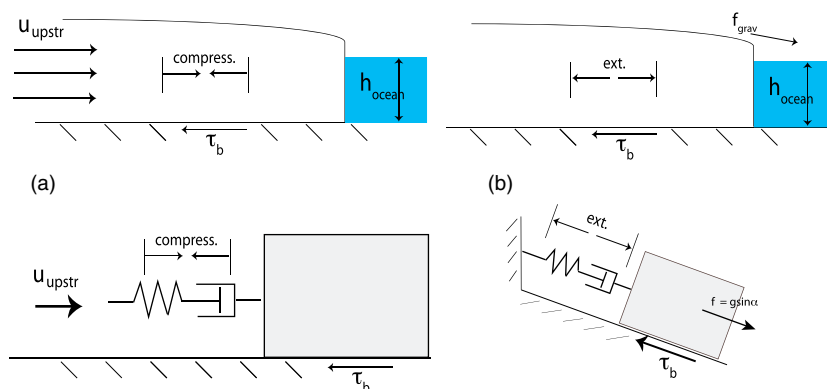 u_upstr
compress.
h_ocean
τ_b
f_grav
ext.
h_ocean
τ_b
(a)
(b)
compress.
u_upstr
τ_b
ext.
f = gsinα
τ_b